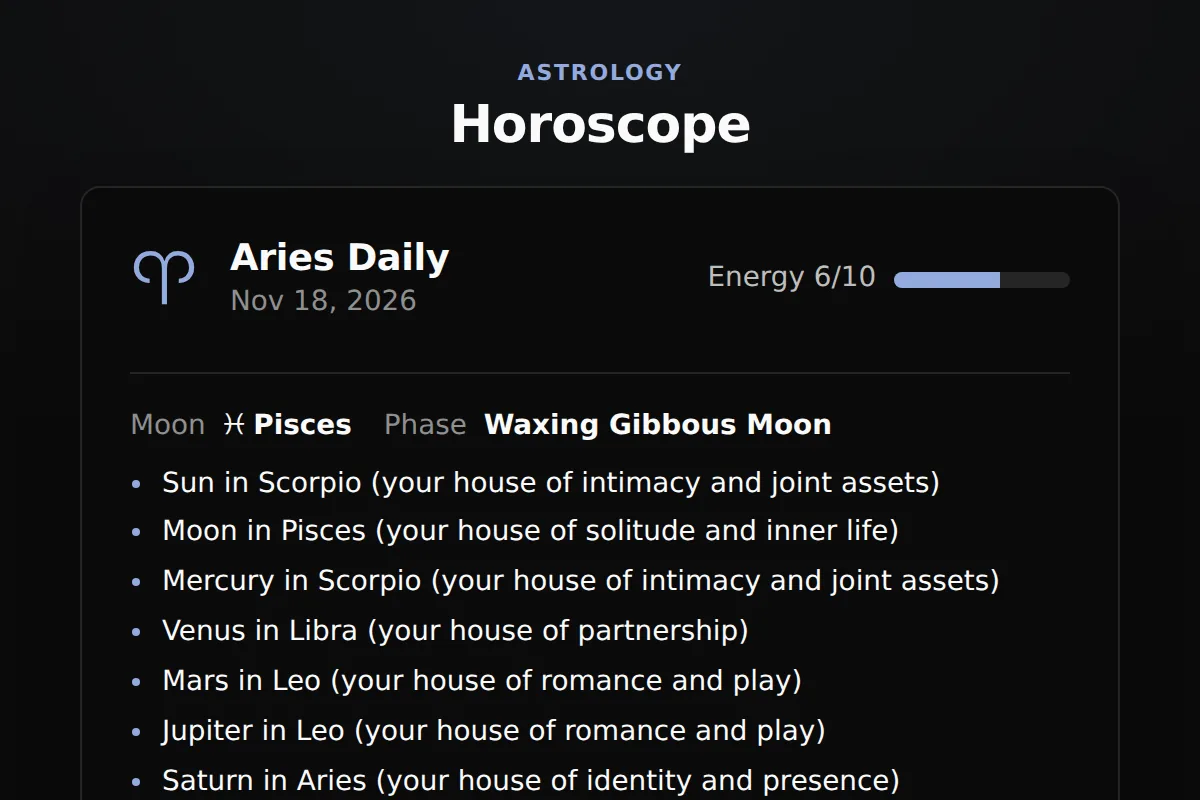 ASTROLOGY
Horoscope
♈ Aries Daily
Nov 18, 2026
Energy 6/10
Moon ♓ Pisces Phase Waxing Gibbous Moon
• Sun in Scorpio (your house of intimacy and joint assets)
• Moon in Pisces (your house of solitude and inner life)
• Mercury in Scorpio (your house of intimacy and joint assets)
• Venus in Libra (your house of partnership)
• Mars in Leo (your house of romance and play)
• Jupiter in Leo (your house of romance and play)
• Saturn in Aries (your house of identity and presence)